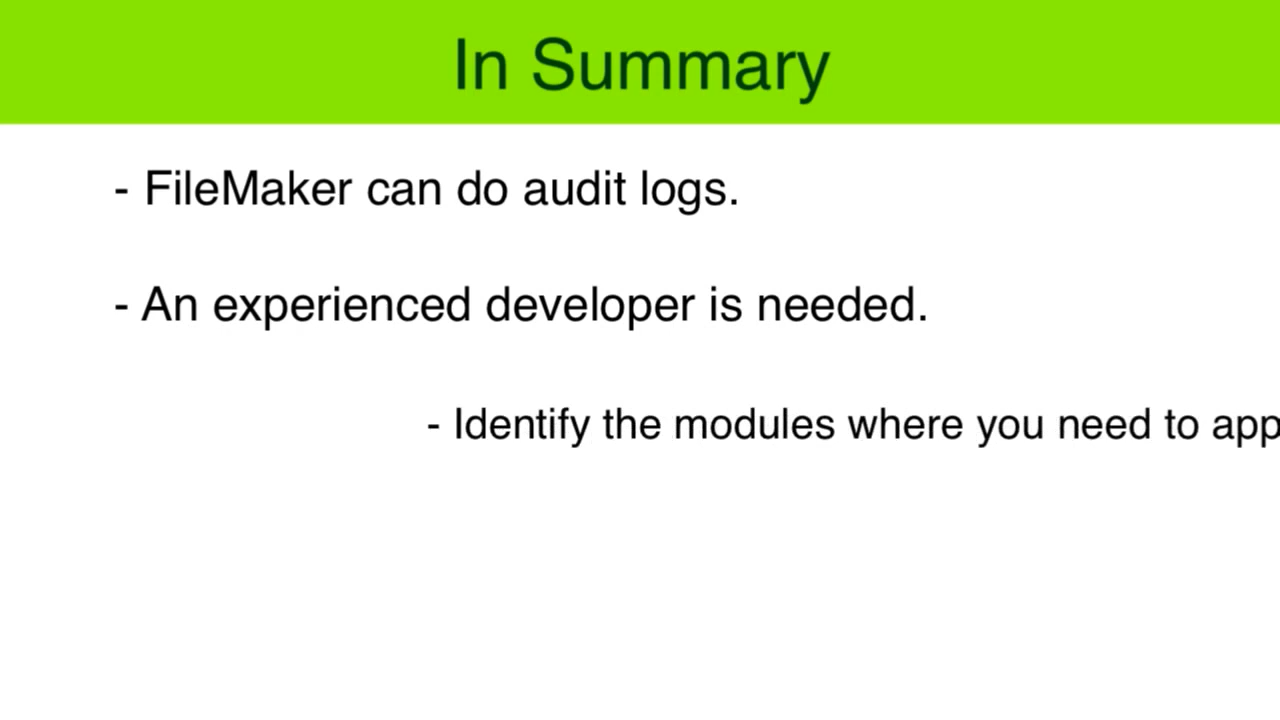 In Summary
- FileMaker can do audit logs.
- An experienced developer is needed.
- Identify the modules where you need to app